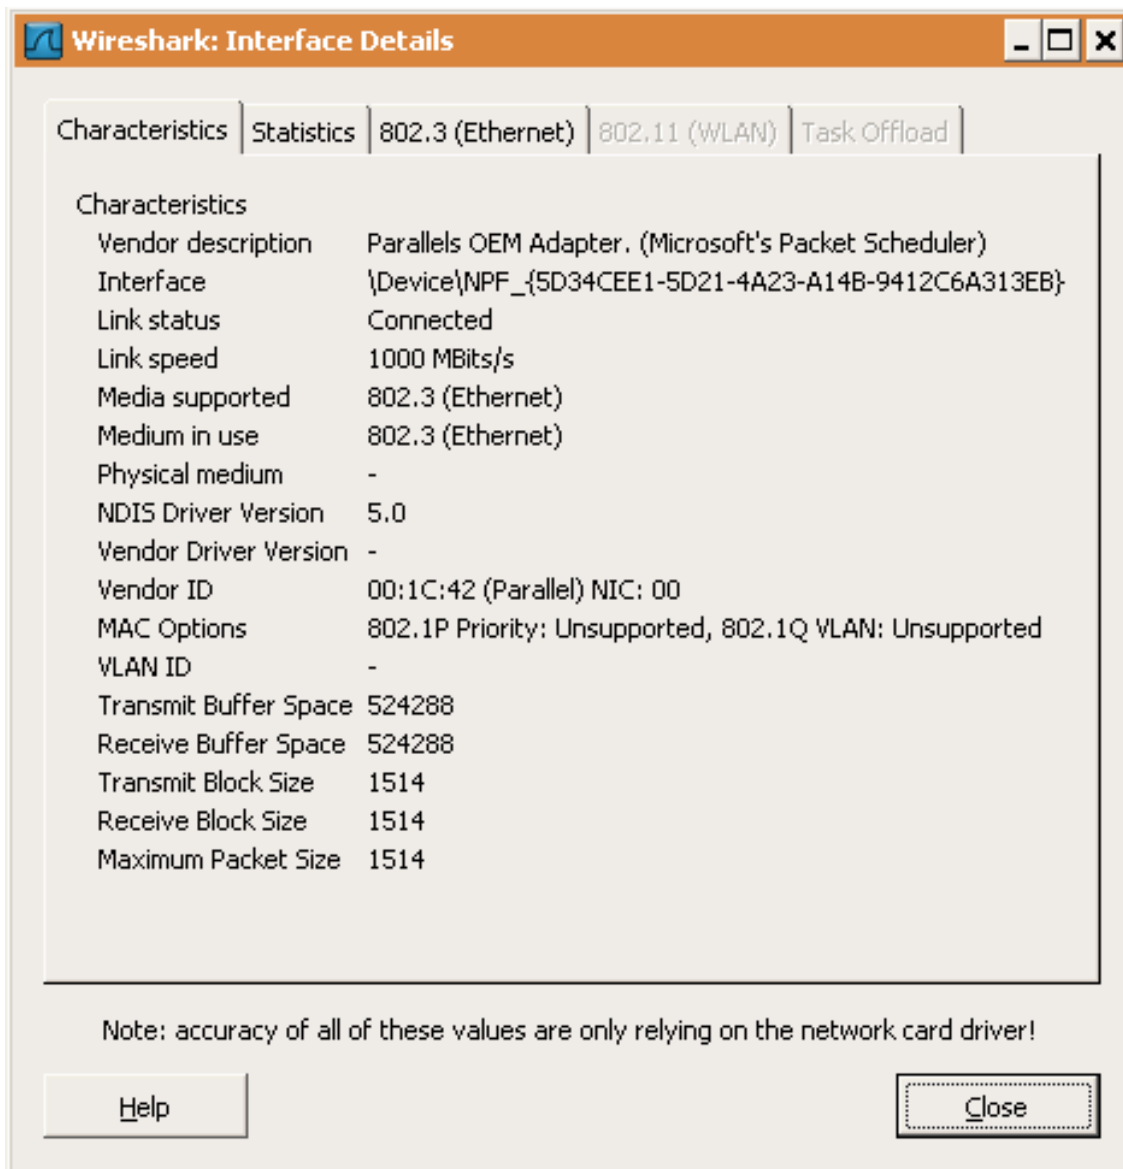 Wireshark: Interface Details
Characteristics Statistics 802.3 (Ethernet) 802.11 (WLAN) Task Offload
Characteristics
Vendor description Parallels OEM Adapter. (Microsoft's Packet Scheduler)
Interface \Device\NPF_{5D34CEE1-5D21-4A23-A14B-9412C6A313EB}
Link status Connected
Link speed 1000 MBits/s
Media supported 802.3 (Ethernet)
Medium in use 802.3 (Ethernet)
Physical medium -
NDIS Driver Version 5.0
Vendor Driver Version -
Vendor ID 00:1C:42 (Parallel) NIC: 00
MAC Options 802.1P Priority: Unsupported, 802.1Q VLAN: Unsupported
VLAN ID -
Transmit Buffer Space 524288
Receive Buffer Space 524288
Transmit Block Size 1514
Receive Block Size 1514
Maximum Packet Size 1514
Note: accuracy of all of these values are only relying on the network card driver!
Help Close